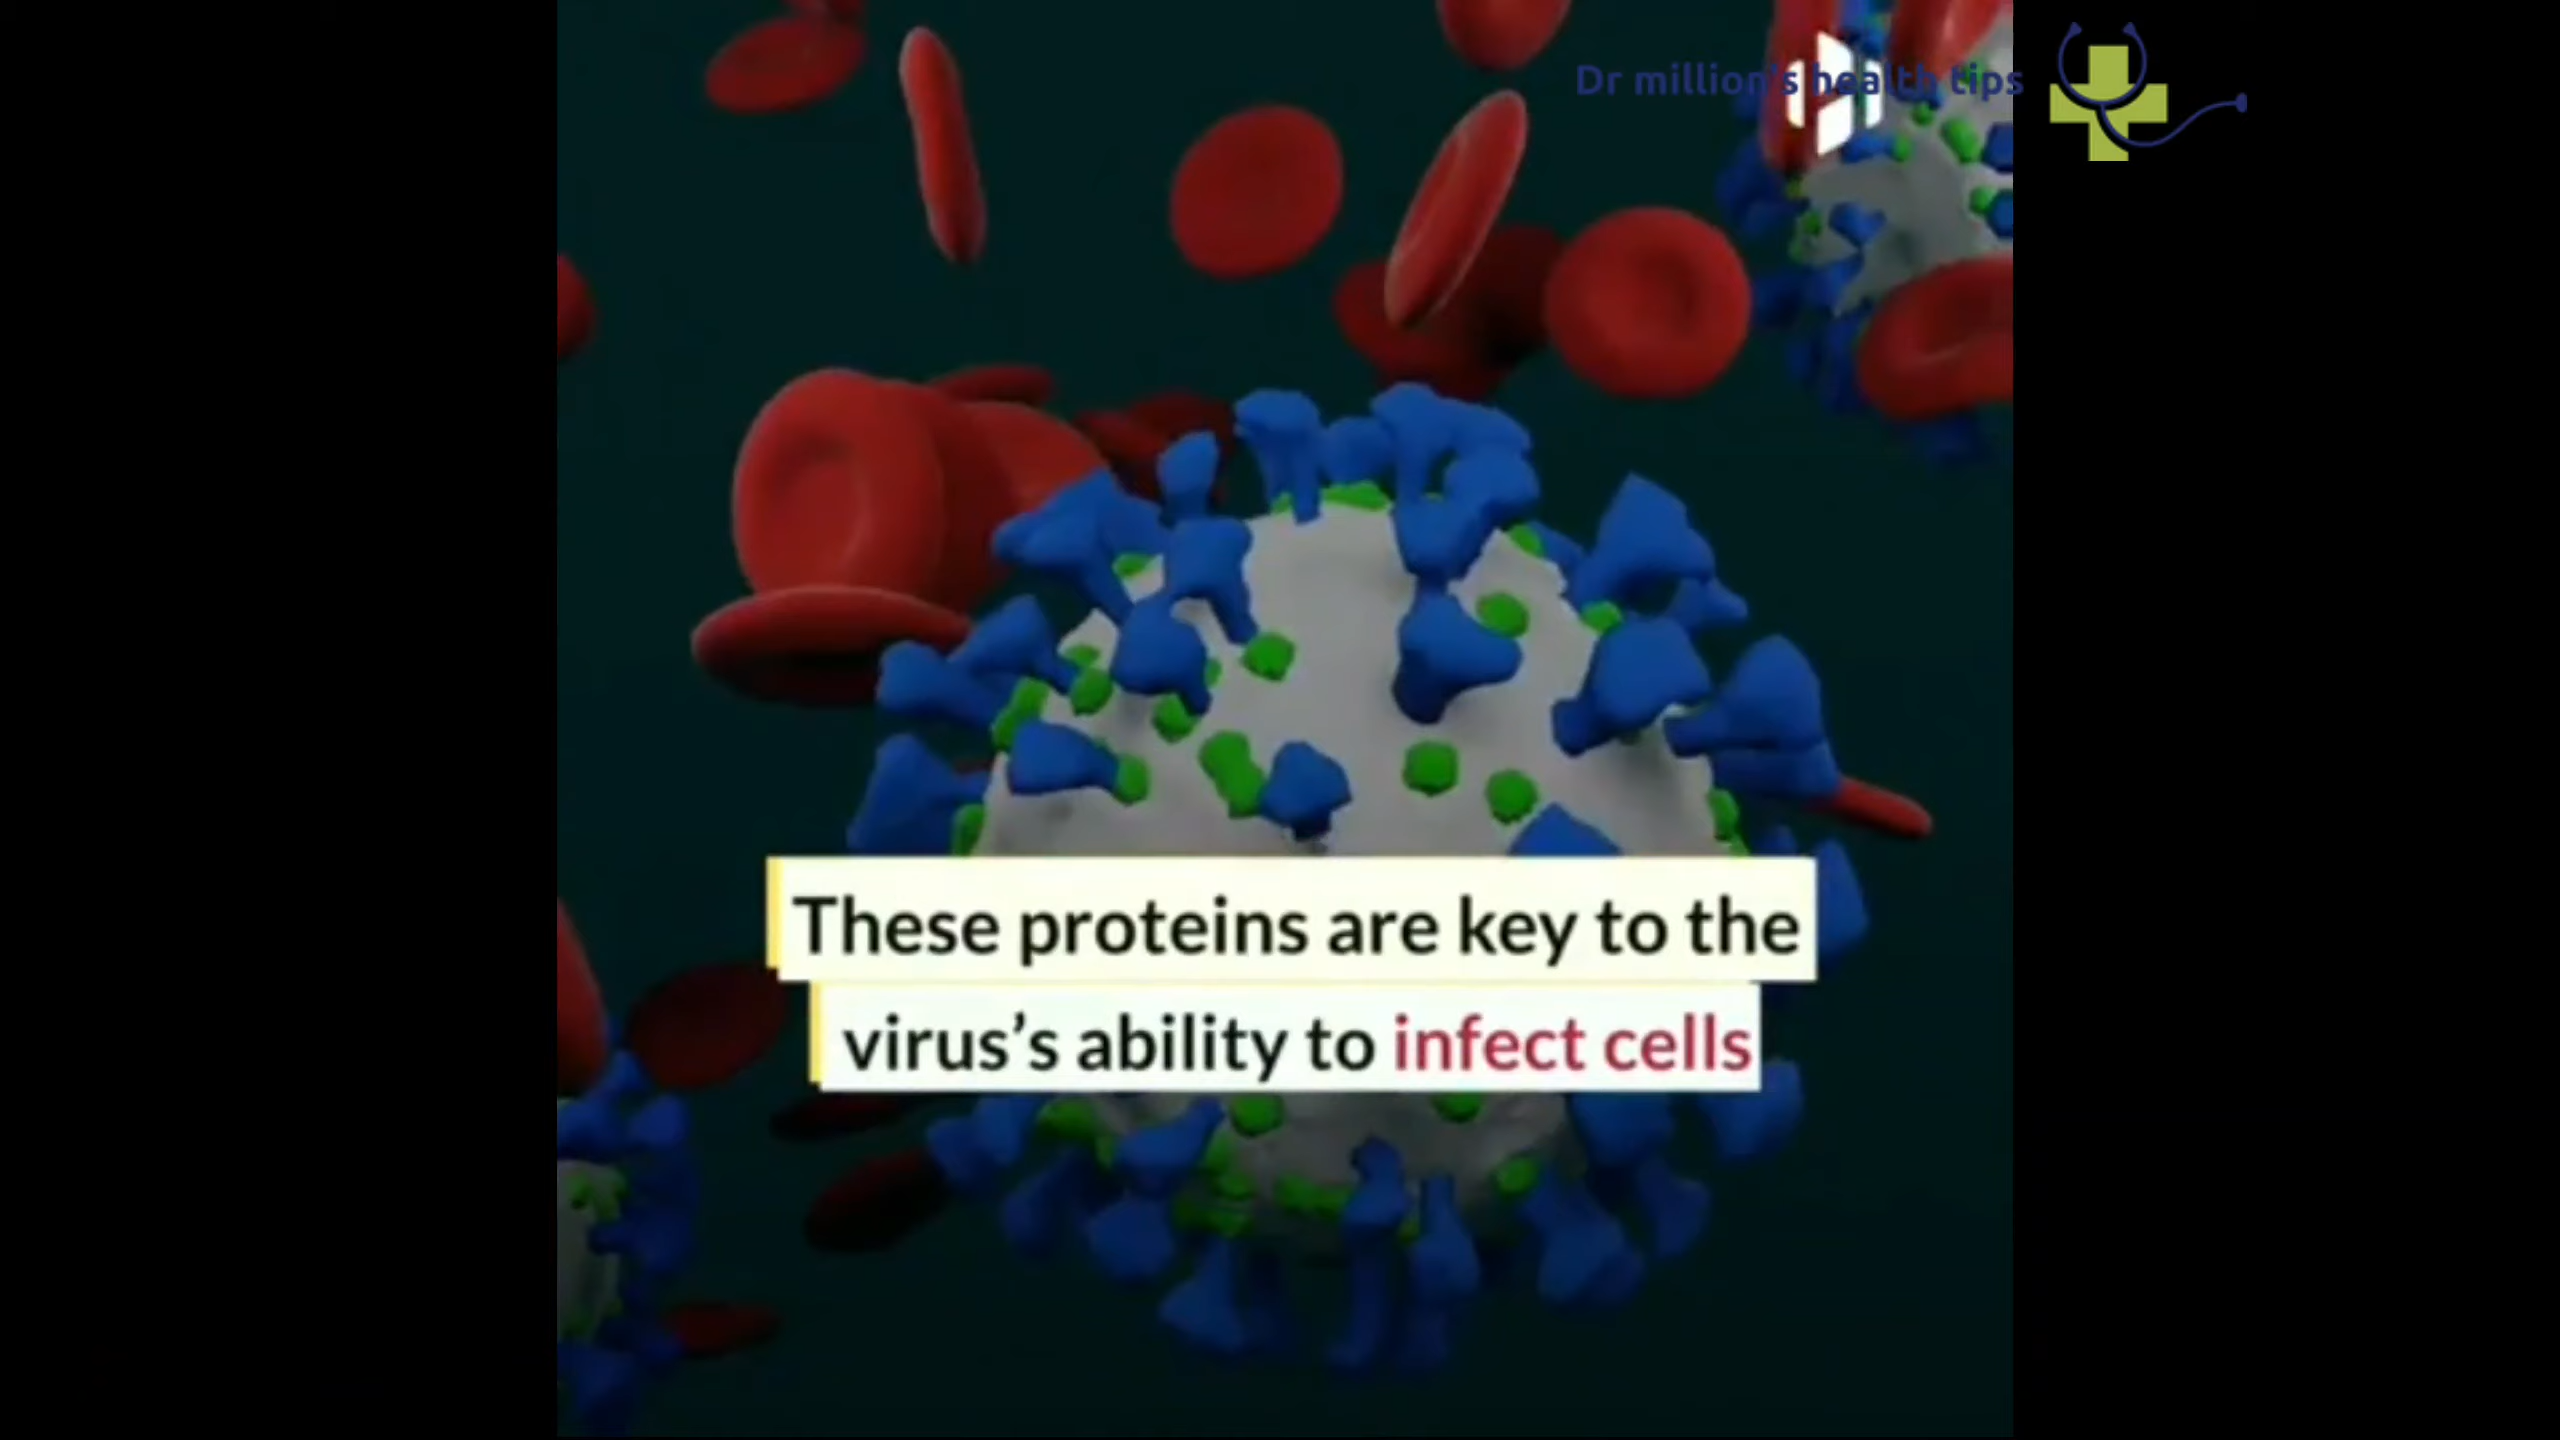 Dr million's health tips
These proteins are key to the
virus’s ability to infect cells